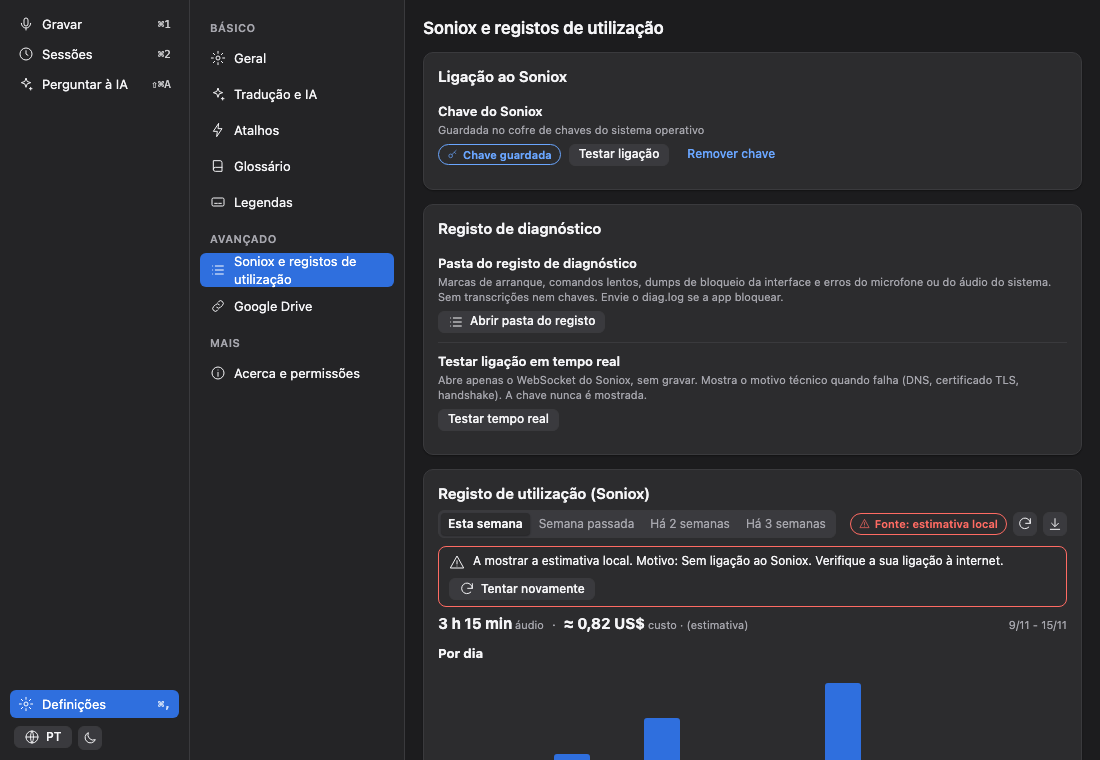 Gravar ⌘1
Sessões ⌘2
Perguntar à IA ⇧⌘A
Definições ⌘,
PT
BÁSICO
Geral
Tradução e IA
Atalhos
Glossário
Legendas
AVANÇADO
Soniox e registos de
utilização
Google Drive
MAIS
Acerca e permissões
Soniox e registos de utilização
Ligação ao Soniox
Chave do Soniox
Guardada no cofre de chaves do sistema operativo
Chave guardada Testar ligação Remover chave
Registo de diagnóstico
Pasta do registo de diagnóstico
Marcas de arranque, comandos lentos, dumps de bloqueio da interface e erros do microfone ou do áudio do sistema.
Sem transcrições nem chaves. Envie o diag.log se a app bloquear.
Abrir pasta do registo
Testar ligação em tempo real
Abre apenas o WebSocket do Soniox, sem gravar. Mostra o motivo técnico quando falha (DNS, certificado TLS,
handshake). A chave nunca é mostrada.
Testar tempo real
Registo de utilização (Soniox)
Esta semana Semana passada Há 2 semanas Há 3 semanas Fonte: estimativa local
A mostrar a estimativa local. Motivo: Sem ligação ao Soniox. Verifique a sua ligação à internet.
Tentar novamente
3 h 15 min áudio · ≈ 0,82 US$ custo · (estimativa) 9/11 - 15/11
Por dia